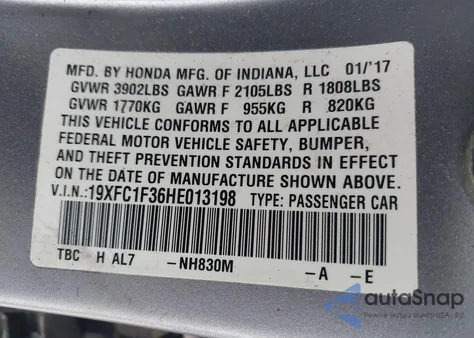 MFD. BY HONDA MFG. OF INDIANA, LLC 01/'17
GVWR 3902LBS GAWR F 2105LBS R 1808LBS
GVWR 1770KG GAWR F 955KG R 820KG
THIS VEHICLE CONFORMS TO ALL APPLICABLE
FEDERAL MOTOR VEHICLE SAFETY, BUMPER,
AND THEFT PREVENTION STANDARDS IN EFFECT
ON THE DATE OF MANUFACTURE SHOWN ABOVE.
V.I.N.:19XFC1F36HE013198 TYPE: PASSENGER CAR
TBC H AL7 -NH830M -A -E
autoSnap